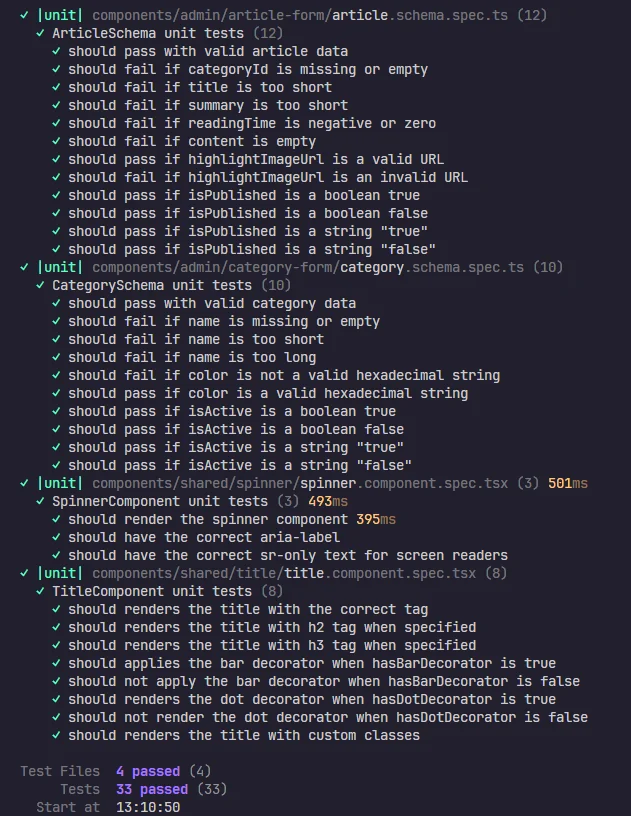 ✓ |unit| components/admin/article-form/article.schema.spec.ts (12)
✓ ArticleSchema unit tests (12)
✓ should pass with valid article data
✓ should fail if categoryId is missing or empty
✓ should fail if title is too short
✓ should fail if summary is too short
✓ should fail if readingTime is negative or zero
✓ should fail if content is empty
✓ should pass if highlightImageUrl is a valid URL
✓ should fail if highlightImageUrl is an invalid URL
✓ should pass if isPublished is a boolean true
✓ should pass if isPublished is a boolean false
✓ should pass if isPublished is a string "true"
✓ should pass if isPublished is a string "false"
✓ |unit| components/admin/category-form/category.schema.spec.ts (10)
✓ CategorySchema unit tests (10)
✓ should pass with valid category data
✓ should fail if name is missing or empty
✓ should fail if name is too short
✓ should fail if name is too long
✓ should fail if color is not a valid hexadecimal string
✓ should pass if color is a valid hexadecimal string
✓ should pass if isActive is a boolean true
✓ should pass if isActive is a boolean false
✓ should pass if isActive is a string "true"
✓ should pass if isActive is a string "false"
✓ |unit| components/shared/spinner/spinner.component.spec.tsx (3) 501ms
✓ SpinnerComponent unit tests (3) 493ms
✓ should render the spinner component 395ms
✓ should have the correct aria-label
✓ should have the correct sr-only text for screen readers
✓ |unit| components/shared/title/title.component.spec.tsx (8)
✓ TitleComponent unit tests (8)
✓ should renders the title with the correct tag
✓ should renders the title with h2 tag when specified
✓ should renders the title with h3 tag when specified
✓ should applies the bar decorator when hasBarDecorator is true
✓ should not apply the bar decorator when hasBarDecorator is false
✓ should renders the dot decorator when hasDotDecorator is true
✓ should not render the dot decorator when hasDotDecorator is false
✓ should renders the title with custom classes
Test Files 4 passed (4)
Tests 33 passed (33)
Start at 13:10:50